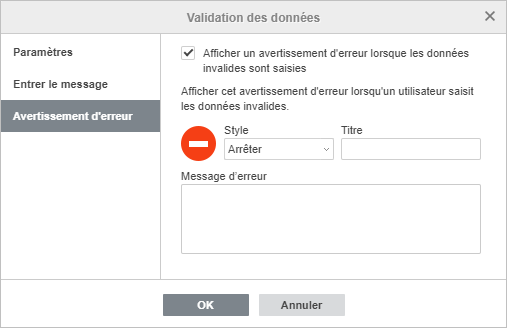 Validation des données
Paramètres
Entrer le message
Avertissement d'erreur
Afficher un avertissement d'erreur lorsque les données
invalides sont saisies
Afficher cet avertissement d'erreur lorsqu'un utilisateur saisit
les données invalides.
Style
Titre
Arrêter
Message d'erreur
OK
Annuler